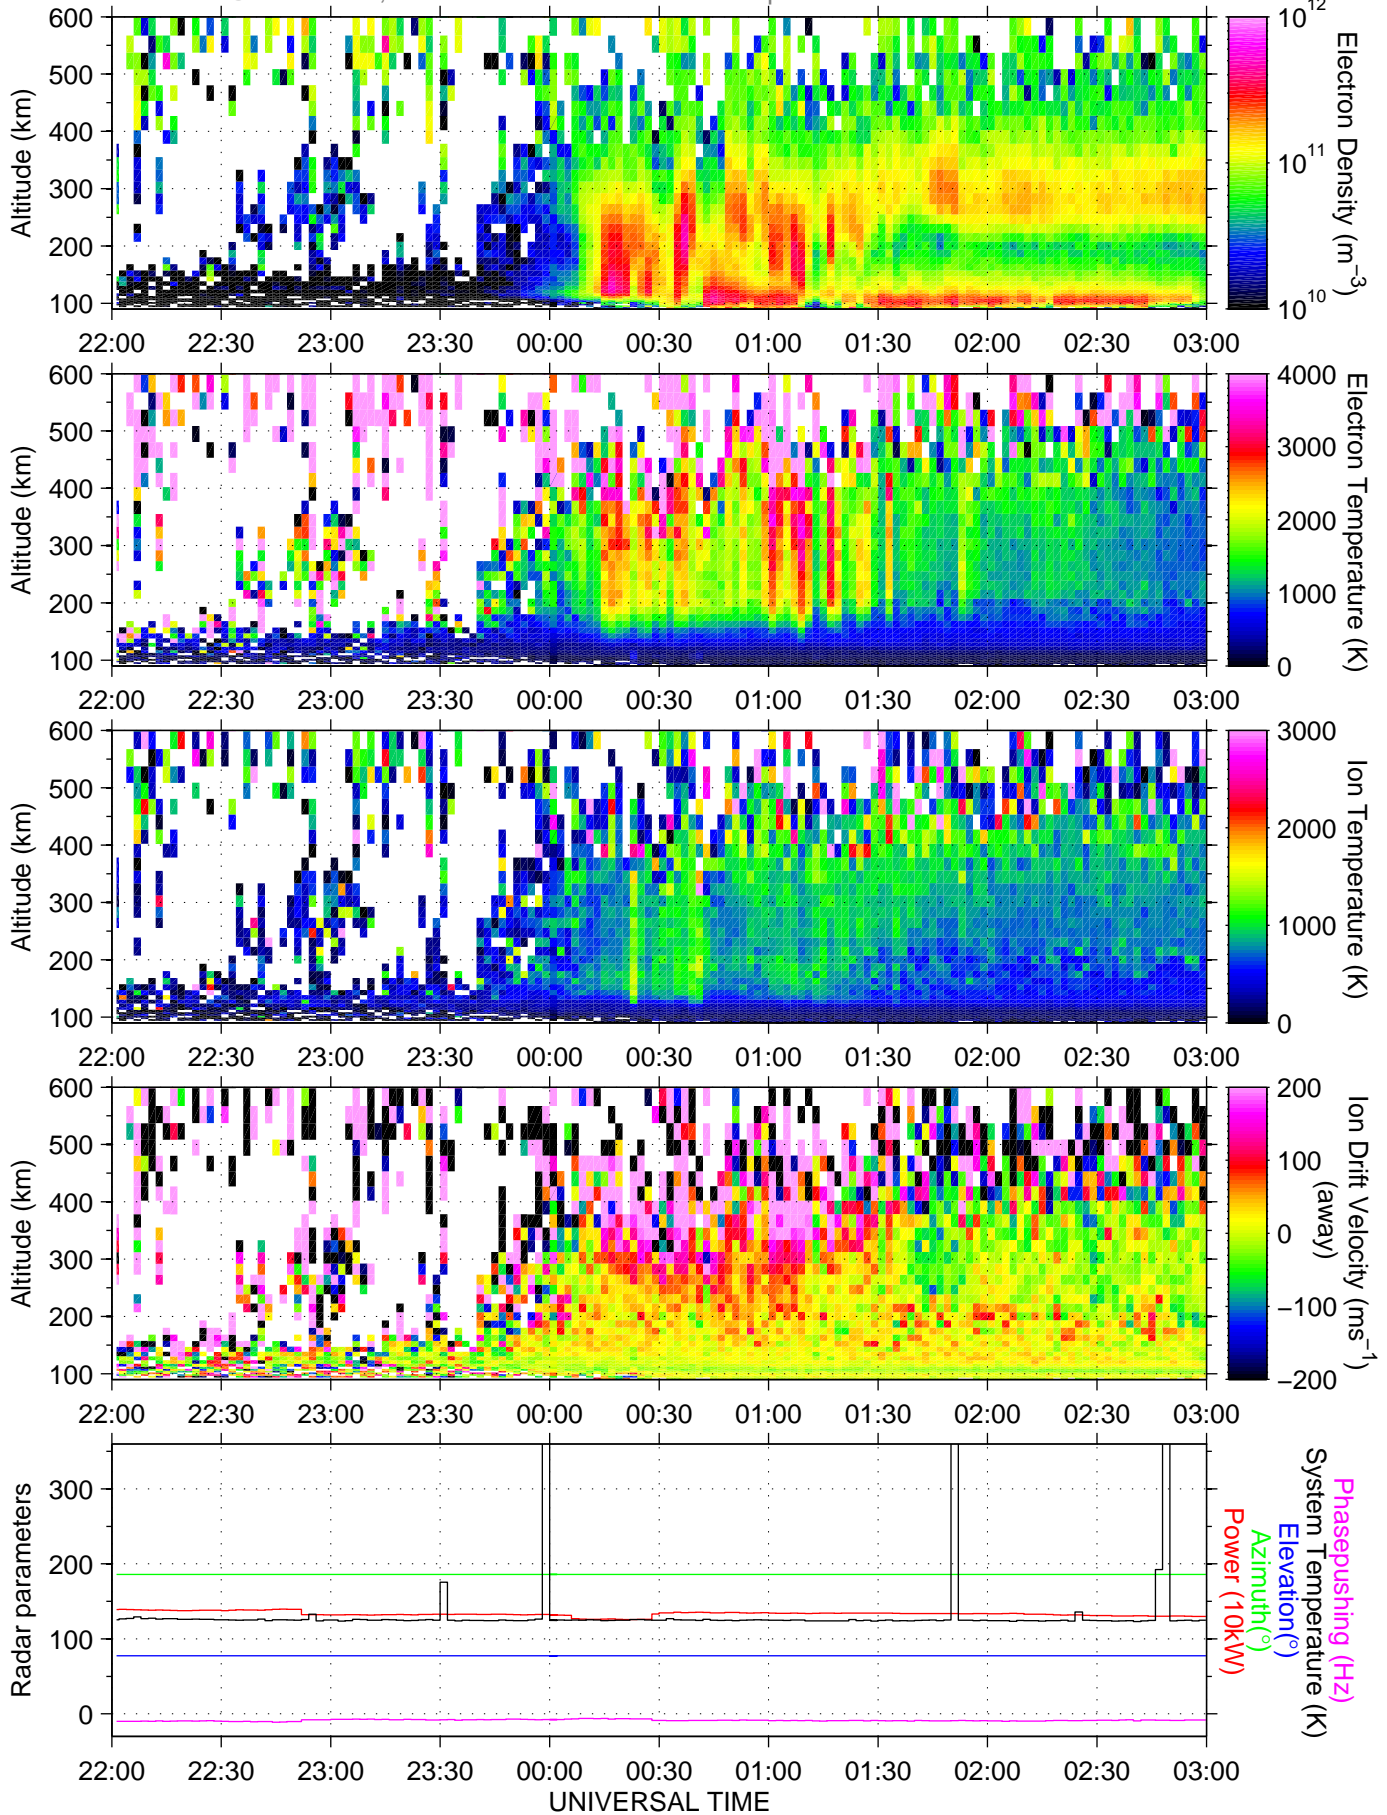 600
500
400
300
200
100
Altitude (km)
10^12
10^11
10^10
Electron Density (m^−3)
22:00 22:30 23:00 23:30 00:00 00:30 01:00 01:30 02:00 02:30 03:00
600
500
400
300
200
100
Altitude (km)
4000
3000
2000
1000
0
Electron Temperature (K)
22:00 22:30 23:00 23:30 00:00 00:30 01:00 01:30 02:00 02:30 03:00
600
500
400
300
200
100
Altitude (km)
3000
2000
1000
0
Ion Temperature (K)
22:00 22:30 23:00 23:30 00:00 00:30 01:00 01:30 02:00 02:30 03:00
600
500
400
300
200
100
Altitude (km)
200
100
0
−100
−200
Ion Drift Velocity (ms^−1)
(away)
22:00 22:30 23:00 23:30 00:00 00:30 01:00 01:30 02:00 02:30 03:00
300
200
100
0
Radar parameters
Phasepushing (Hz)
System Temperature (K)
Elevation(°)
Azimuth(°)
Power (10kW)
22:00 22:30 23:00 23:30 00:00 00:30 01:00 01:30 02:00 02:30 03:00
UNIVERSAL TIME